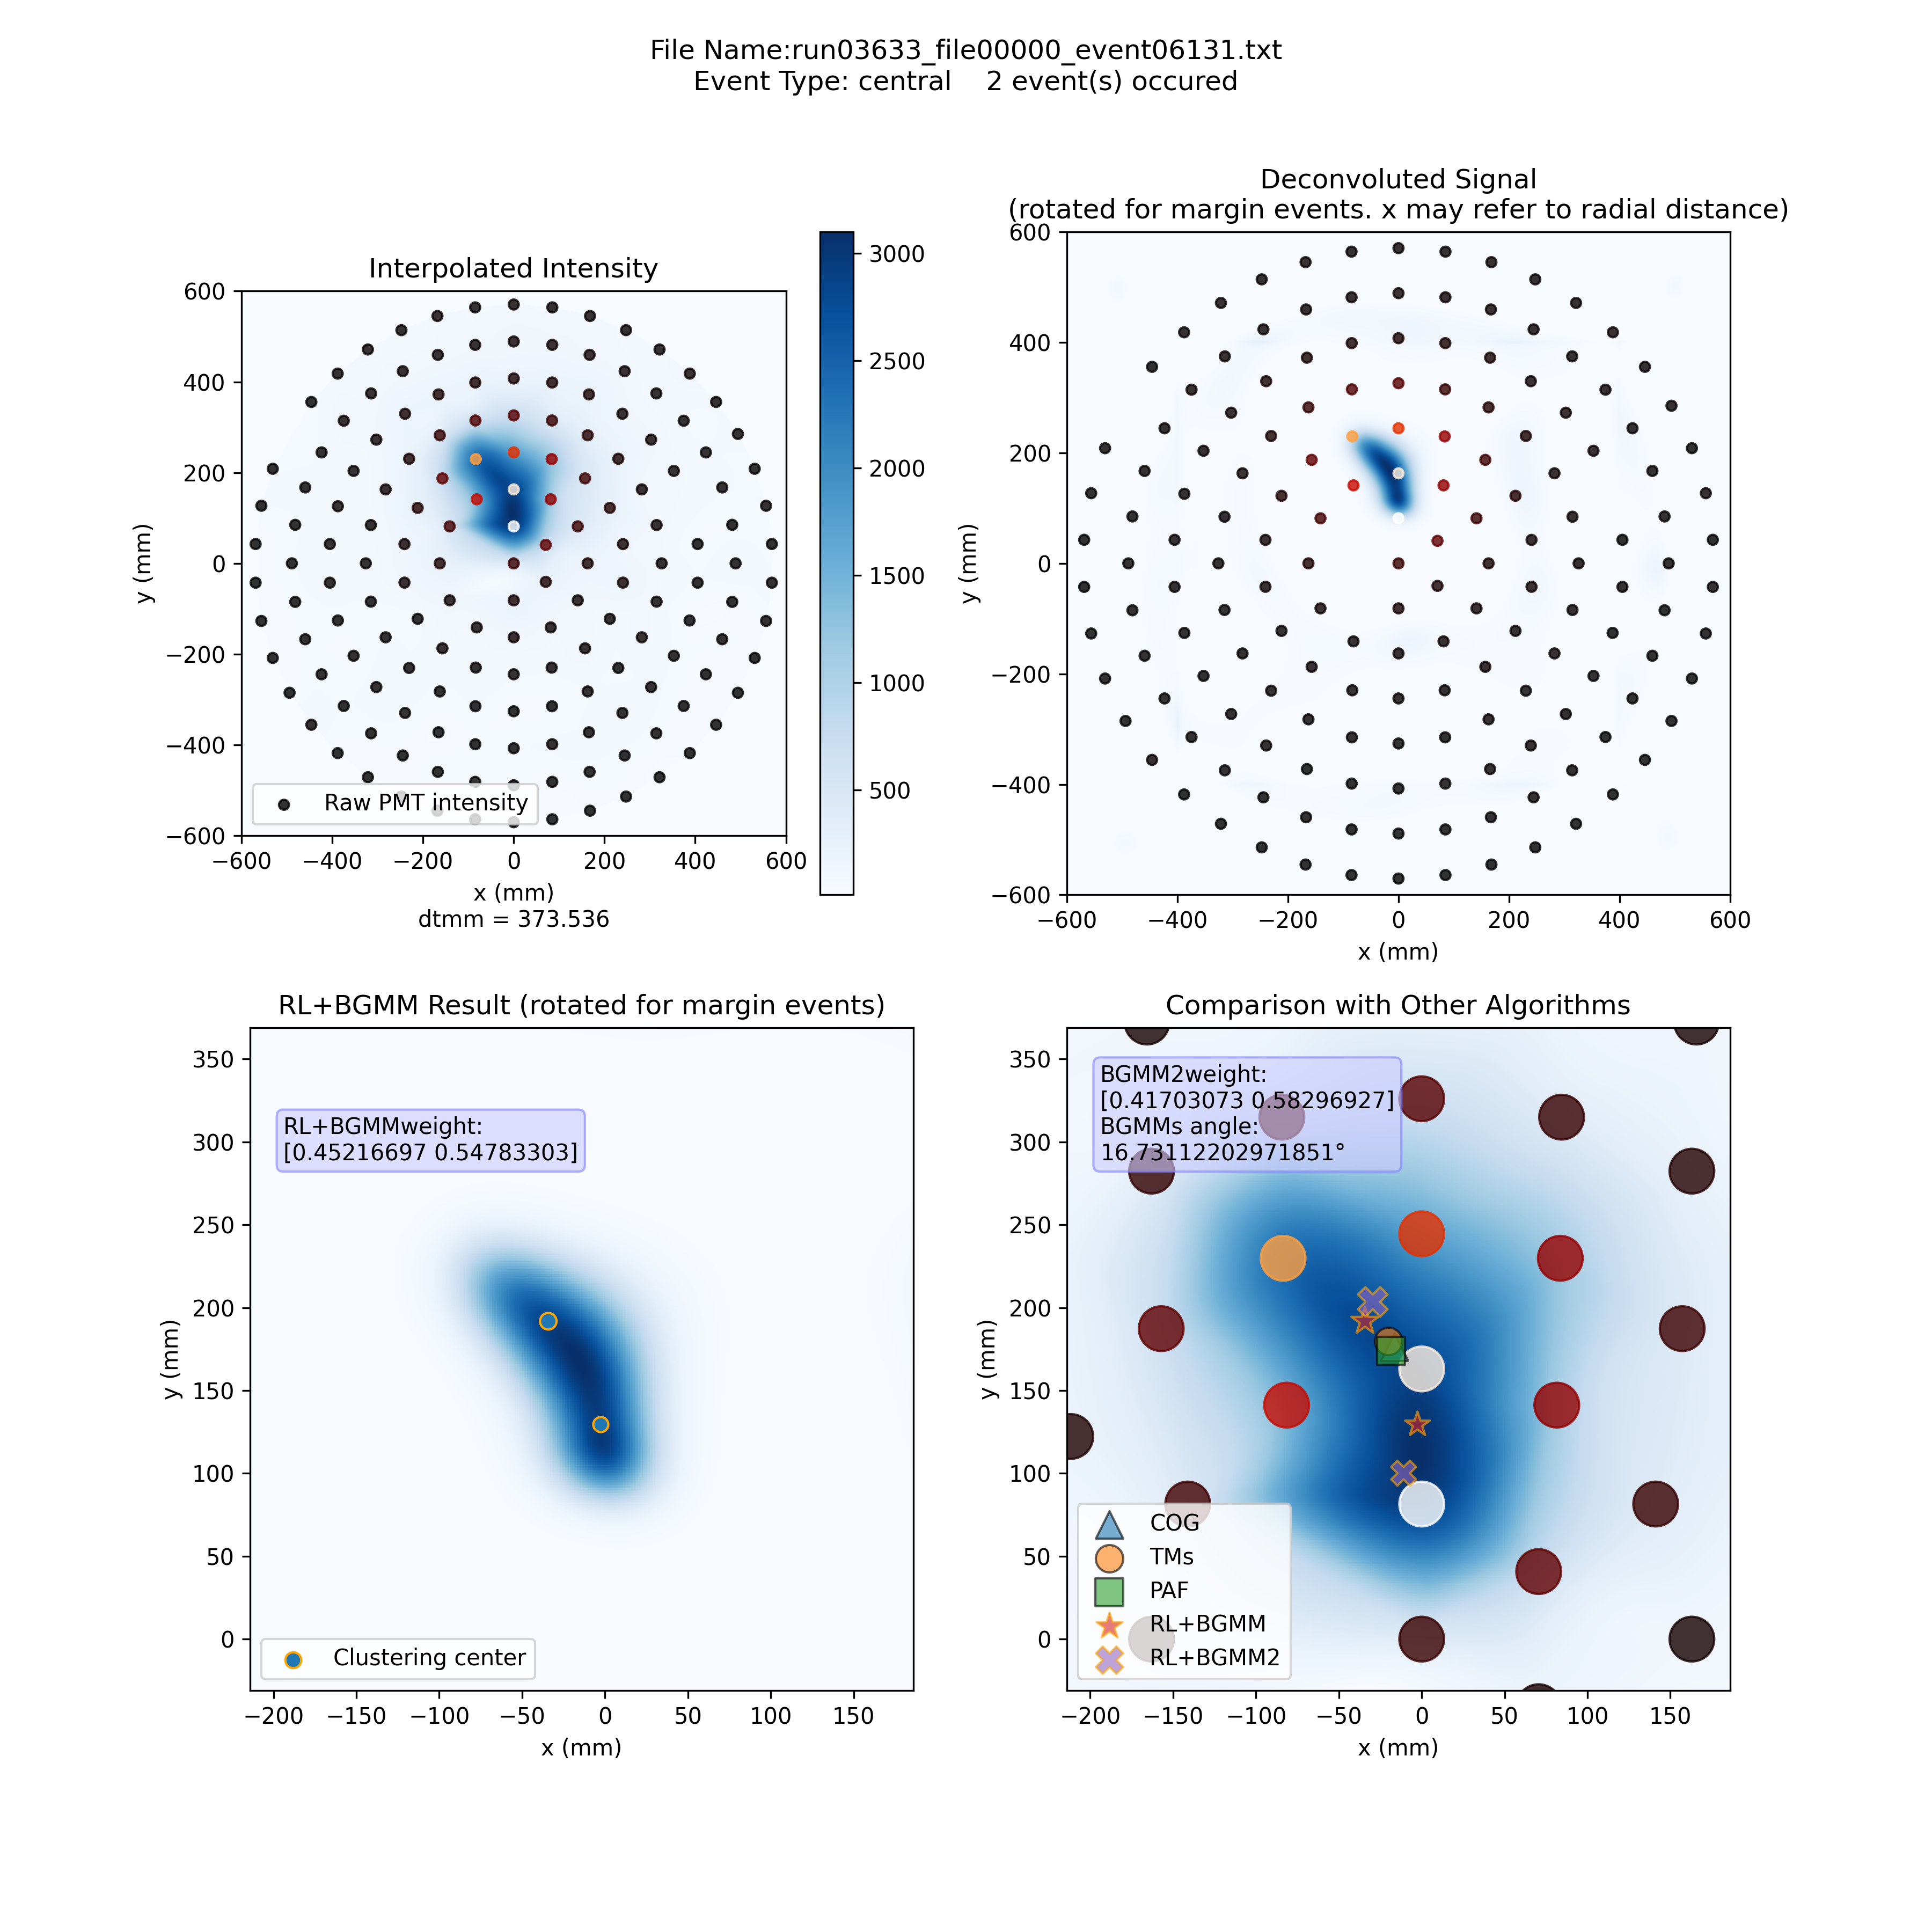 File Name:run03633_file00000_event06131.txt
Event Type: central    2 event(s) occured
Interpolated Intensity
600
400
200
0
−200
−400
−600
−600 −400 −200 0 200 400 600
y (mm)
x (mm)
dtmm = 373.536
Raw PMT intensity
3000
2500
2000
1500
1000
500
Deconvoluted Signal
(rotated for margin events. x may refer to radial distance)
600
400
200
0
−200
−400
−600
−600 −400 −200 0 200 400 600
y (mm)
x (mm)
RL+BGMM Result (rotated for margin events)
350
300
250
200
150
100
50
0
−200 −150 −100 −50 0 50 100 150
y (mm)
x (mm)
RL+BGMMweight:
[0.45216697 0.54783303]
Clustering center
Comparison with Other Algorithms
350
300
250
200
150
100
50
0
−200 −150 −100 −50 0 50 100 150
y (mm)
x (mm)
BGMM2weight:
[0.41703073 0.58296927]
BGMMs angle:
16.73112202971851°
COG
TMs
PAF
RL+BGMM
RL+BGMM2